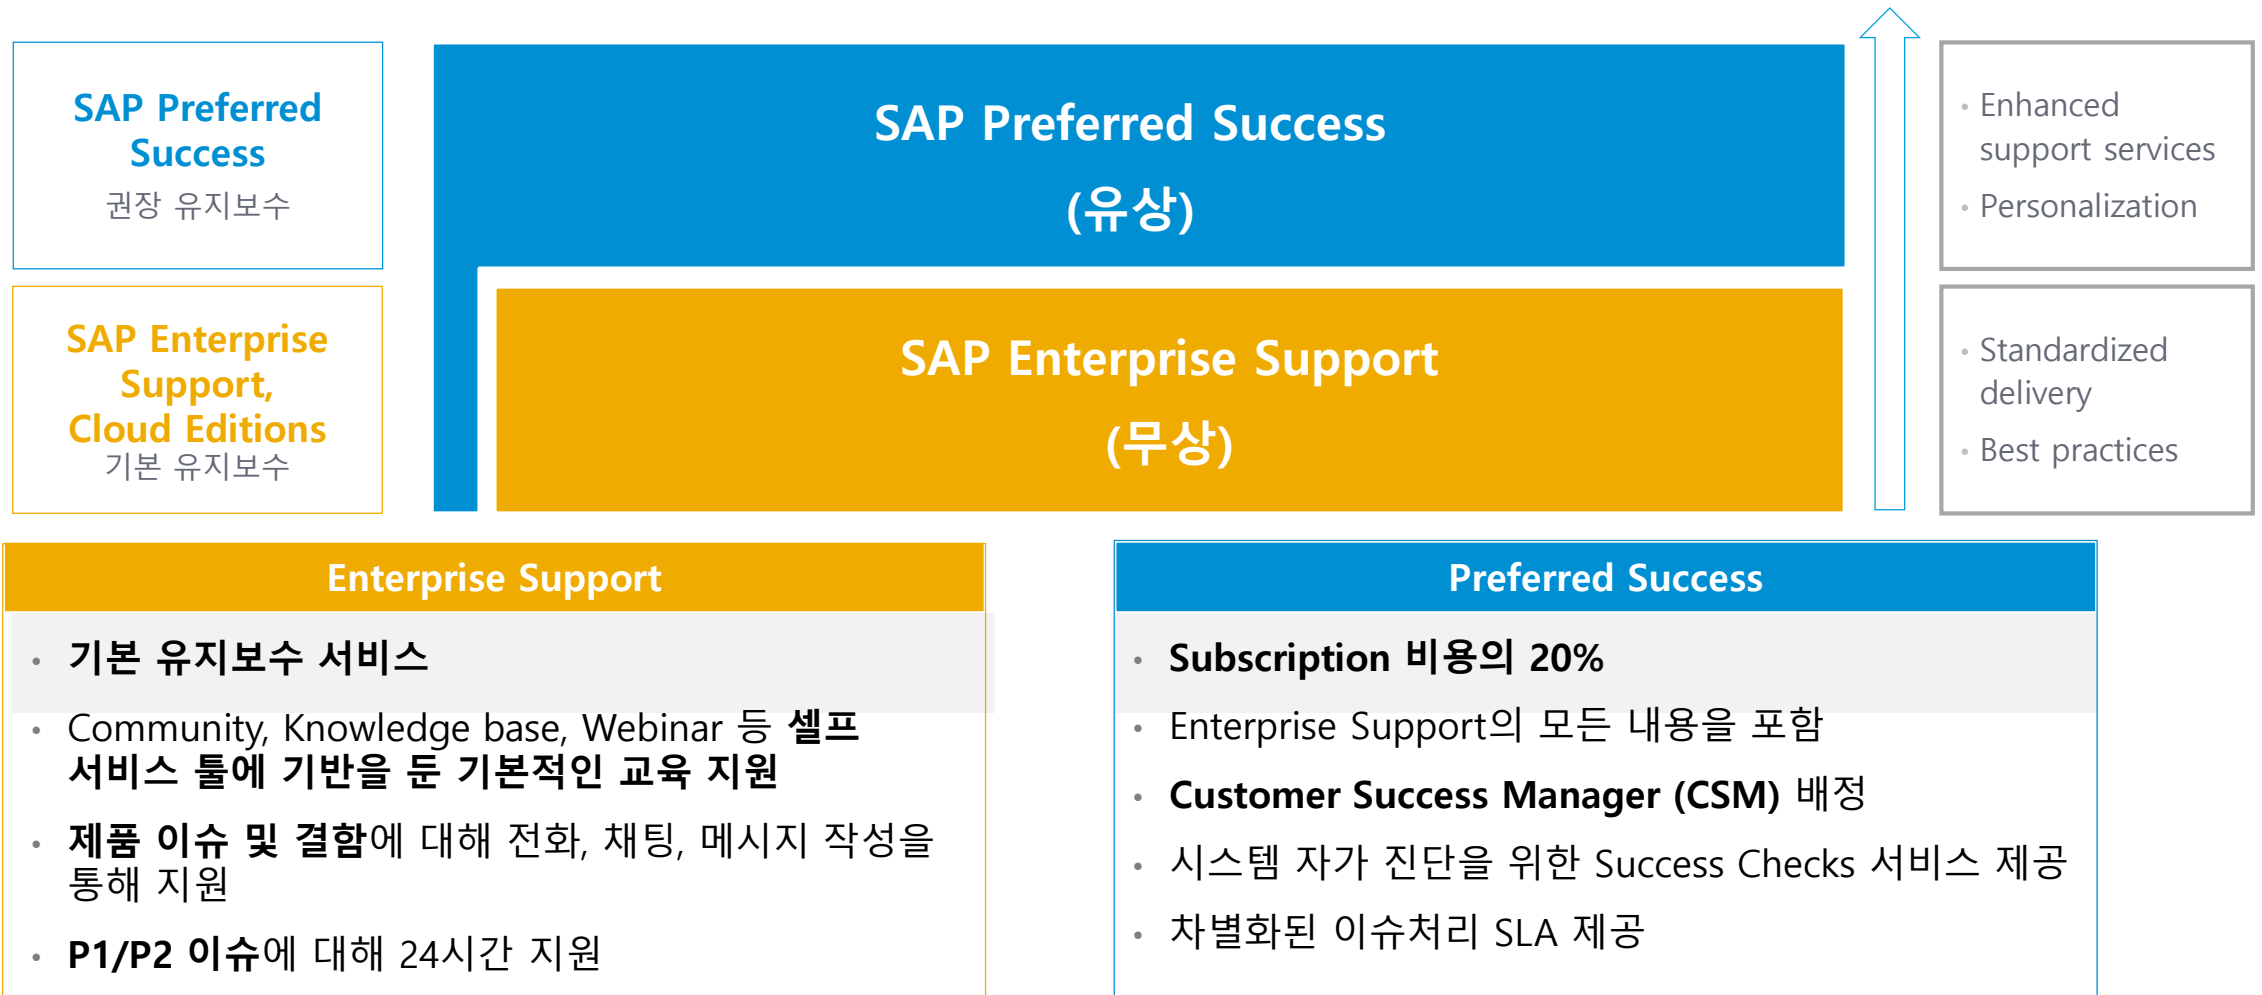 SAP Preferred
Success
권장 유지보수
SAP Preferred Success
(유상)
• Enhanced
support services
• Personalization
SAP Enterprise
Support,
Cloud Editions
기본 유지보수
SAP Enterprise Support
(무상)
• Standardized
delivery
• Best practices
Enterprise Support
• 기본 유지보수 서비스
• Community, Knowledge base, Webinar 등 셀프
서비스 툴에 기반을 둔 기본적인 교육 지원
• 제품 이슈 및 결함에 대해 전화, 채팅, 메시지 작성을
통해 지원
• P1/P2 이슈에 대해 24시간 지원
Preferred Success
• Subscription 비용의 20%
• Enterprise Support의 모든 내용을 포함
• Customer Success Manager (CSM) 배정
• 시스템 자가 진단을 위한 Success Checks 서비스 제공
• 차별화된 이슈처리 SLA 제공